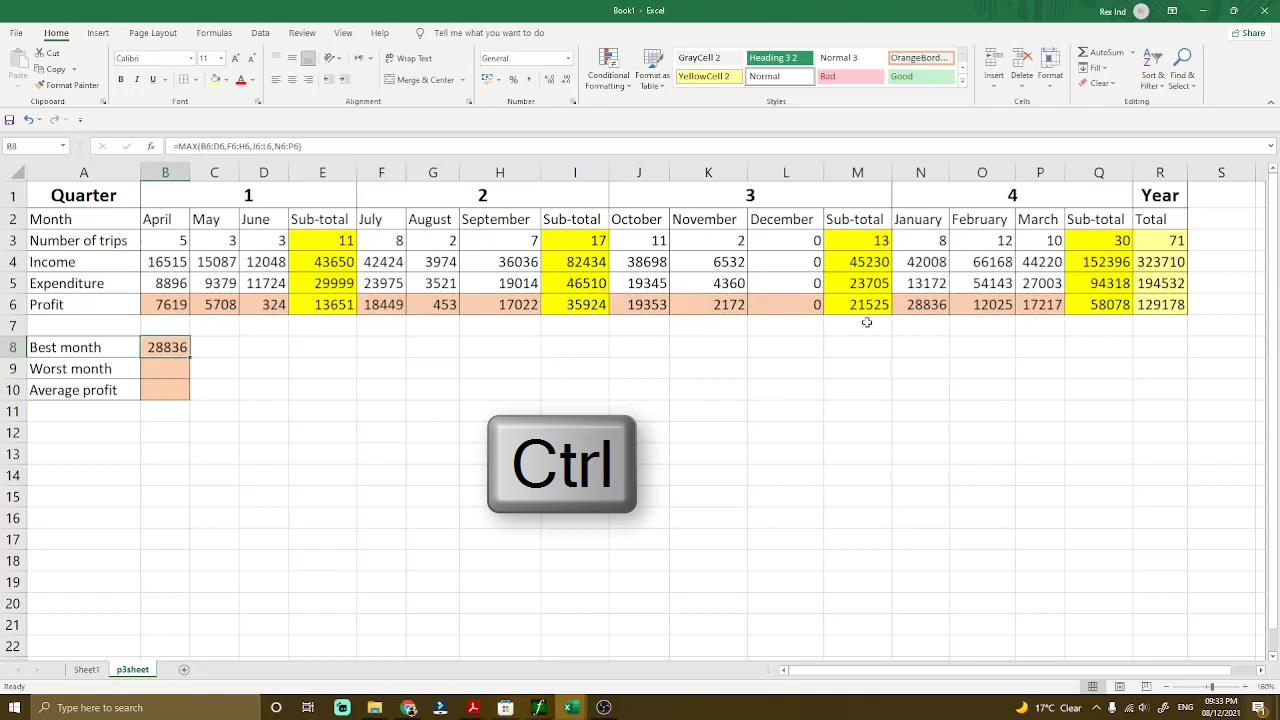 Book1 - Excel
Rex Ind
File Home Insert Page Layout Formulas Data Review View Help Tell me what you want to do
Share
Paste
Cut
Copy
Format Painter
Clipboard
Calibri 11
B I U
Font
Wrap Text
Merge & Center
Alignment
General
Number
Conditional Formatting
Format as Table
GrayCell 2 Heading 3 2 Normal 3 OrangeBord...
YellowCell 2 Normal Bad Good
Styles
Insert Delete Format
Cells
AutoSum
Fill
Clear
Sort & Filter
Find & Select
Editing
B8 fx =MAX(B6:D6,F6:H6,J6:L6,N6:P6)
A B C D E F G H I J K L M N O P Q R S
1 Quarter 1 2 3 4 Year
2 Month April May June Sub-total July August September Sub-total October November December Sub-total January February March Sub-total Total
3 Number of trips 5 3 3 11 8 2 7 17 11 2 0 13 8 12 10 30 71
4 Income 16515 15087 12048 43650 42424 3974 36036 82434 38698 6532 0 45230 42008 66168 44220 152396 323710
5 Expenditure 8896 9379 11724 29999 23975 3521 19014 46510 19345 4360 0 23705 13172 54143 27003 94318 194532
6 Profit 7619 5708 324 13651 18449 453 17022 35924 19353 2172 0 21525 28836 12025 17217 58078 129178
7
8 Best month 28836
9 Worst month
10 Average profit
11
12
13
14
15
16
17
18
19
20
21
22
Ctrl
Sheet1 p3sheet
Ready
160%
Type here to search
17°C Clear
09:33 PM
08/12/2021